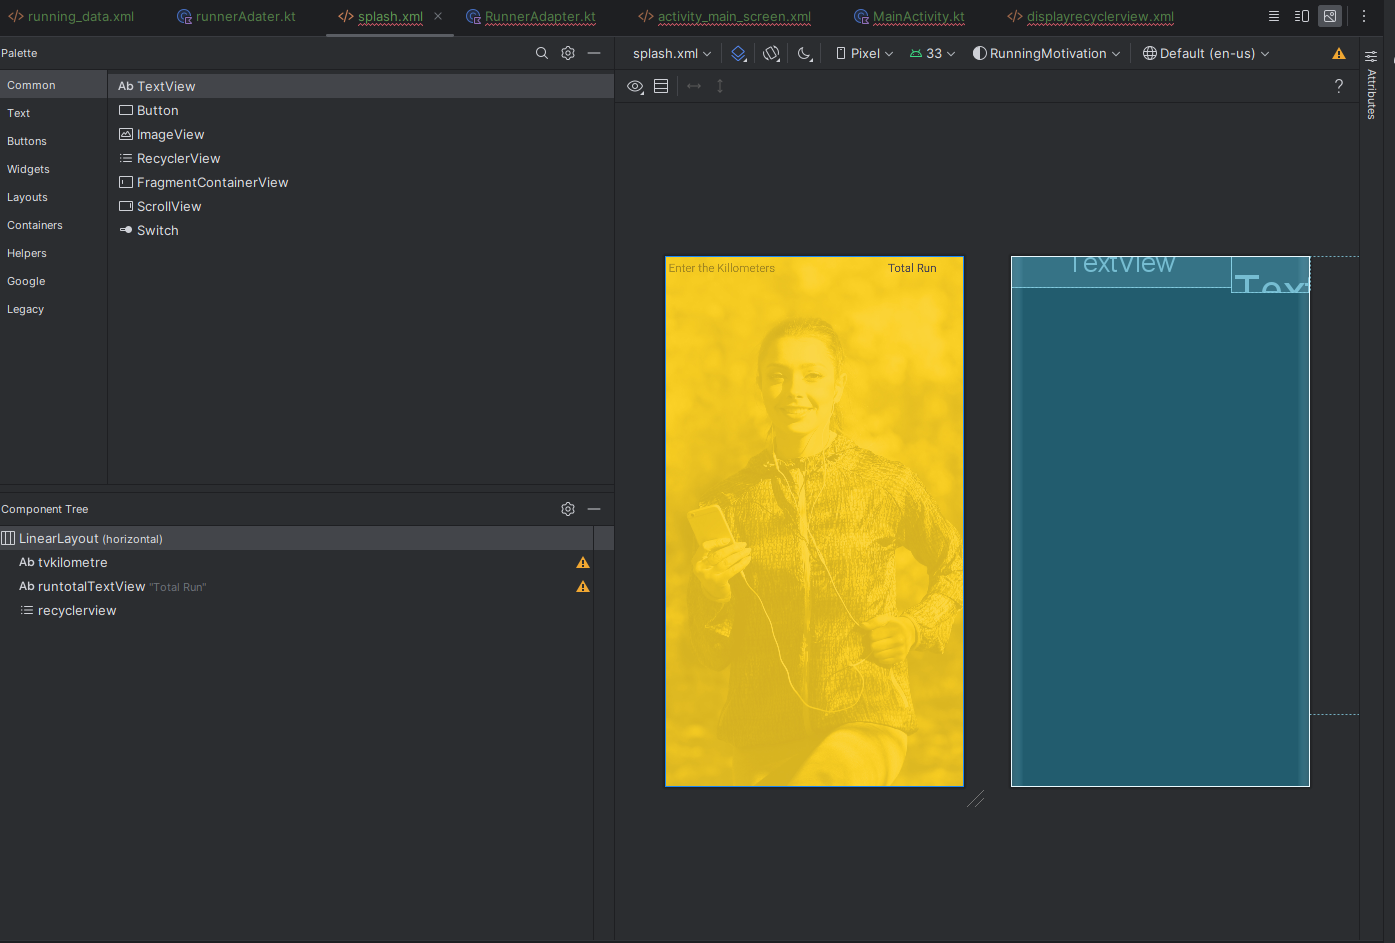 running_data.xml runnerAdater.kt splash.xml RunnerAdapter.kt activity_main_screen.xml MainActivity.kt displayrecyclerview.xml
Palette
splash.xml Pixel 33 RunningMotivation Default (en-us)
Common
Text
Buttons
Widgets
Layouts
Containers
Helpers
Google
Legacy
Ab TextView
Button
ImageView
RecyclerView
FragmentContainerView
ScrollView
Switch
?
Attributes
Enter the Killometers Total Run
TextView
Text
Component Tree
LinearLayout (horizontal)
Ab tvkilometre
Ab runtotalTextView "Total Run"
recyclerview